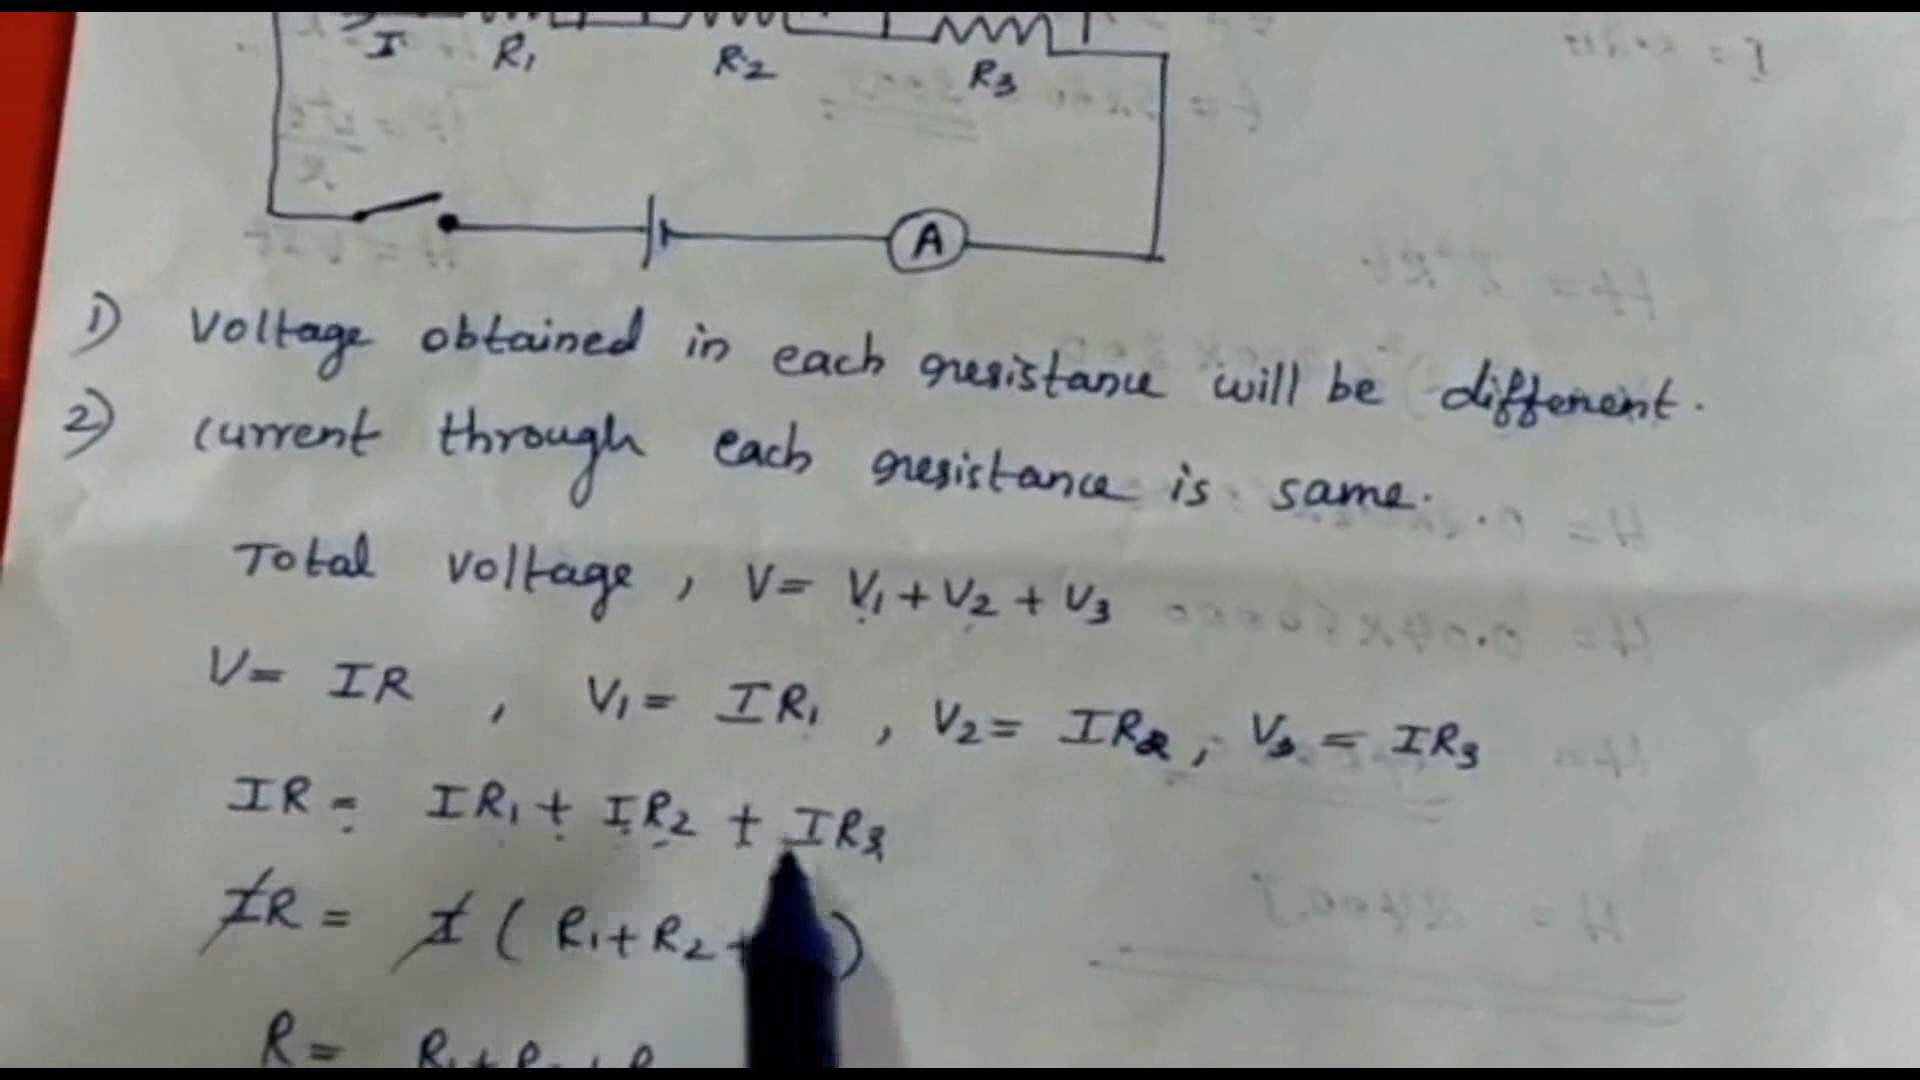 I R₁ R₂ R₃
A
1) Voltage obtained in each resistance will be different.
2) current through each resistance is same.
Total voltage, V = V₁ + V₂ + V₃
V = IR , V₁ = IR₁ , V₂ = IR₂ , V₃ = IR₃
IR = IR₁ + IR₂ + IR₃
IR = I ( R₁ + R₂ + )
R =